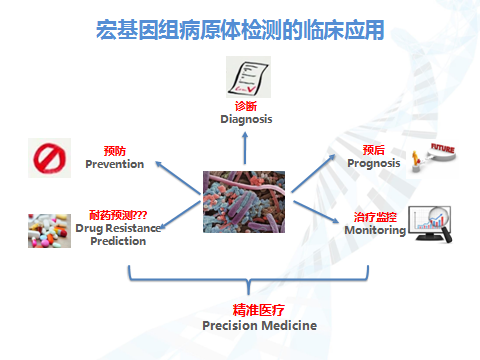 宏基因组病原体检测的临床应用
诊断
Diagnosis
预防
Prevention
预后
Prognosis
FUTURE
耐药预测???
Drug Resistance
Prediction
治疗监控
Monitoring
精准医疗
Precision Medicine